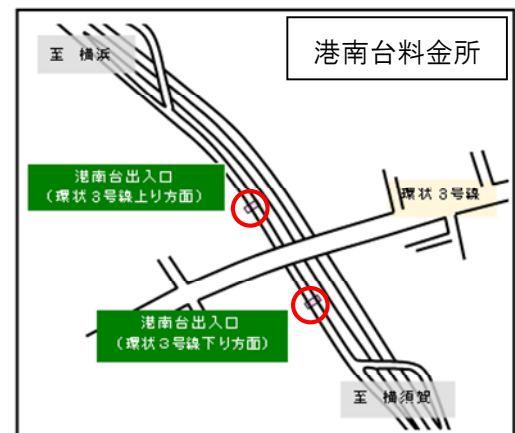 港南台料金所
至 横浜
港南台出入口
(環状3号線上り方面)
環状3号線
港南台出入口
(環状3号線下り方面)
至 横須賀